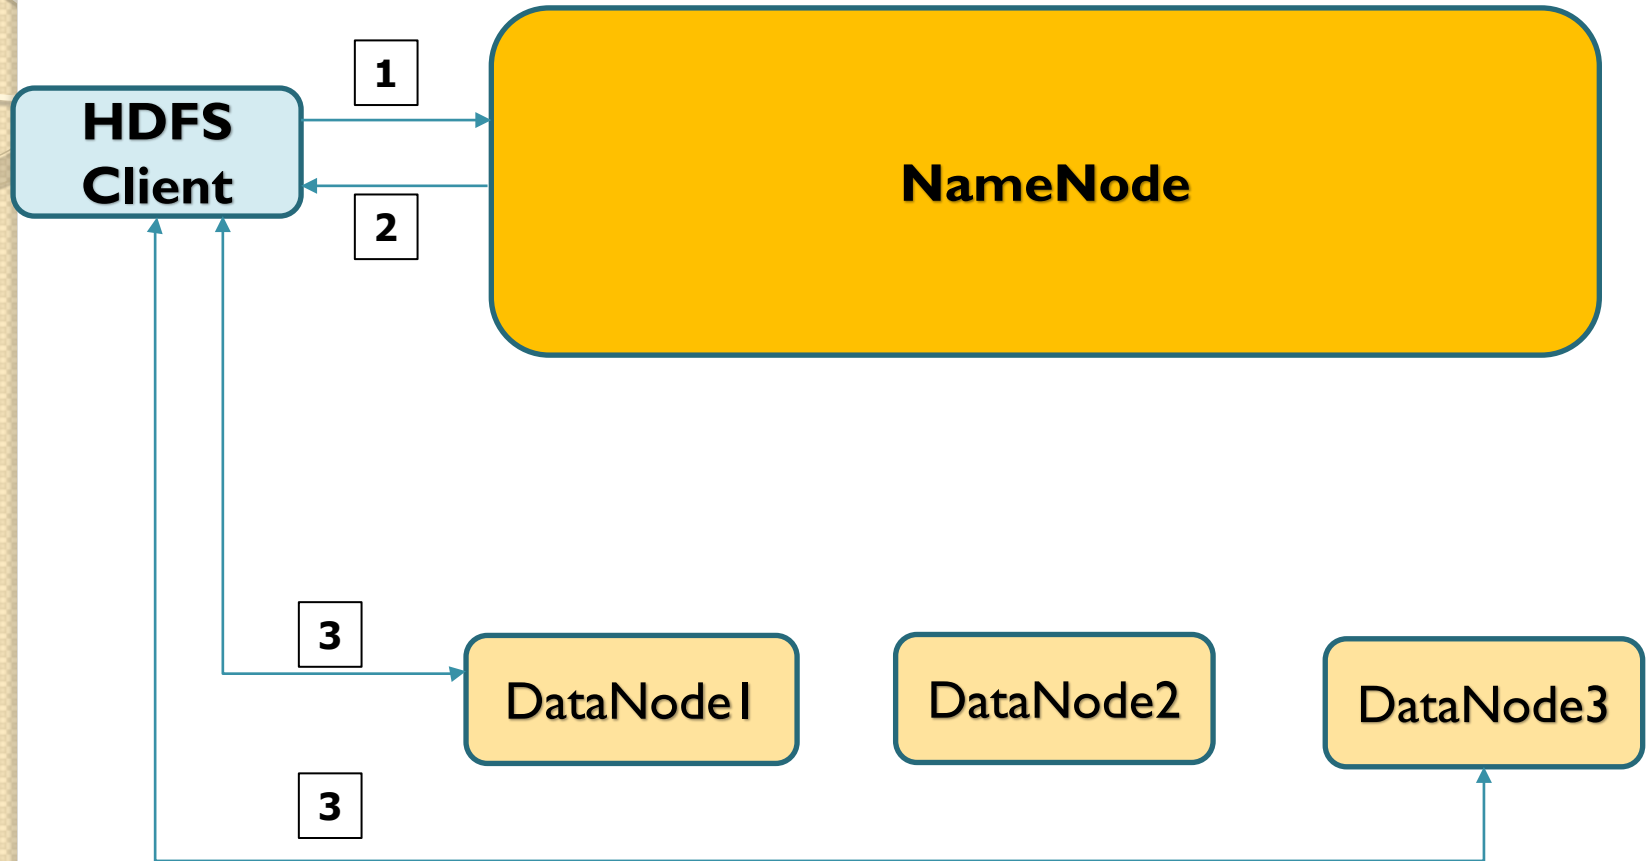 1
HDFS
Client
NameNode
2
3
DataNode1
DataNode2
DataNode3
3